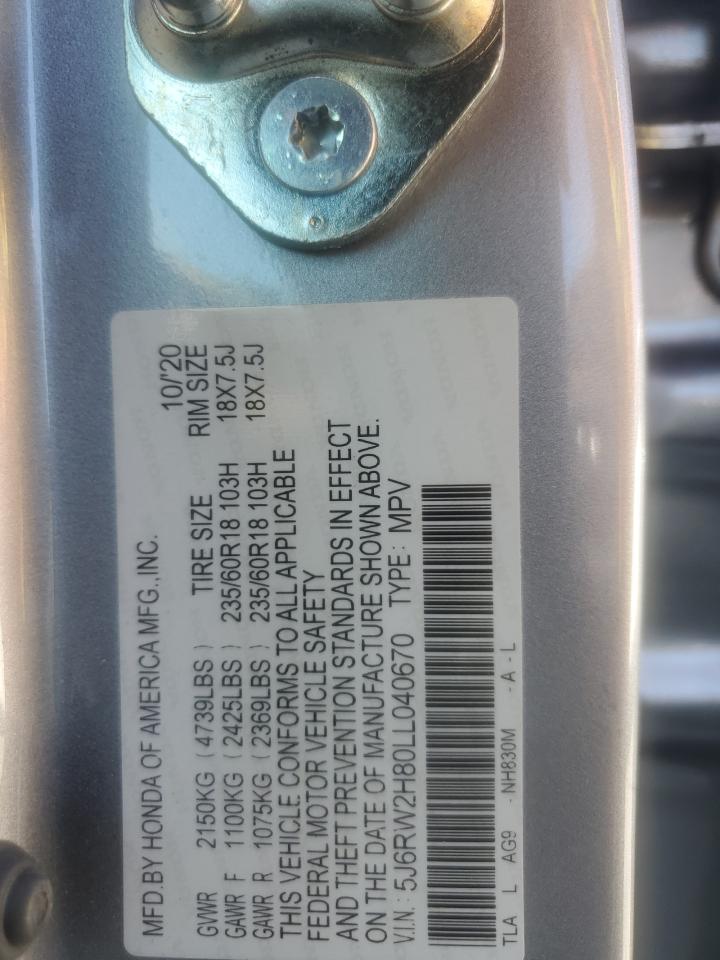 MFD.BY HONDA OF AMERICA MFG.,INC. 10/'20
TIRE SIZE RIM SIZE
GVWR 2150KG ( 4739LBS )
GAWR F 1100KG ( 2425LBS ) 235/60R18 103H 18X7.5J
GAWR R 1075KG ( 2369LBS ) 235/60R18 103H 18X7.5J
THIS VEHICLE CONFORMS TO ALL APPLICABLE
FEDERAL MOTOR VEHICLE SAFETY
AND THEFT PREVENTION STANDARDS IN EFFECT
ON THE DATE OF MANUFACTURE SHOWN ABOVE.
V.I.N: 5J6RW2H80LL040670 TYPE: MPV
TLA L AG9 - NH830M - A - L